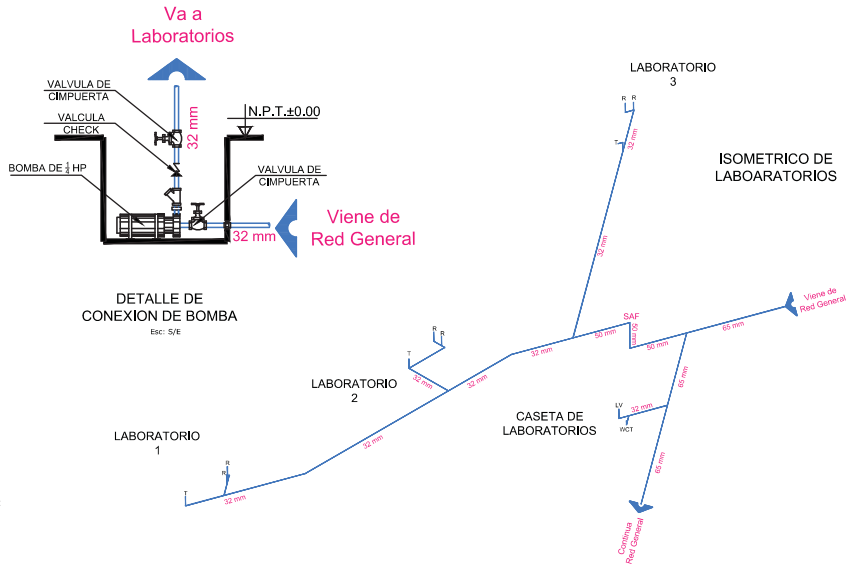 Va a
Laboratorios
VALVULA DE
CIMPUERTA
VALCULA
CHECK
BOMBA DE 1/4 HP
32 mm
N.P.T.±0.00
VALVULA DE
CIMPUERTA
32 mm
Viene de
Red General
DETALLE DE
CONEXION DE BOMBA
Esc: S/E
LABORATORIO
3
R R
T
32 mm
32 mm
ISOMETRICO DE
LABOARATORIOS
Viene de
Red General
65 mm
SAF
50 mm
50 mm
50 mm
32 mm
R
R
T
32 mm
32 mm
LABORATORIO
2
32 mm
LABORATORIO
1
R
R
T
32 mm
65 mm
LV
32 mm
WCT
CASETA DE
LABORATORIOS
65 mm
Continua
Red General